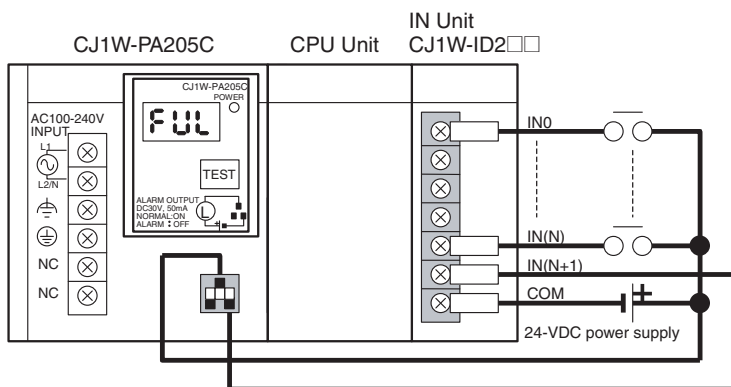 IN Unit
CJ1W-PA205C
CPU Unit
CJ1W-ID2□□
CJ1W-PA205C
POWER
FUL
TEST
ALARM OUTPUT
DC30V, 50mA
NORMAL:ON
ALARM : OFF
L
+
AC100-240V
INPUT
L1
L2/N
NC
NC
IN0
IN(N)
IN(N+1)
COM
+
24-VDC power supply